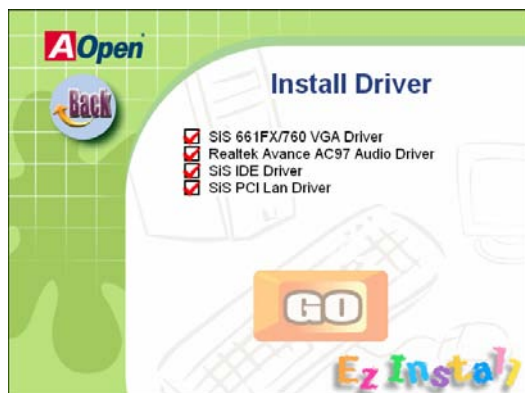 AOpen
Back
Install Driver
SiS 661FX/760 VGA Driver
Realtek Avance AC97 Audio Driver
SiS IDE Driver
SiS PCI Lan Driver
GO
Ez Install